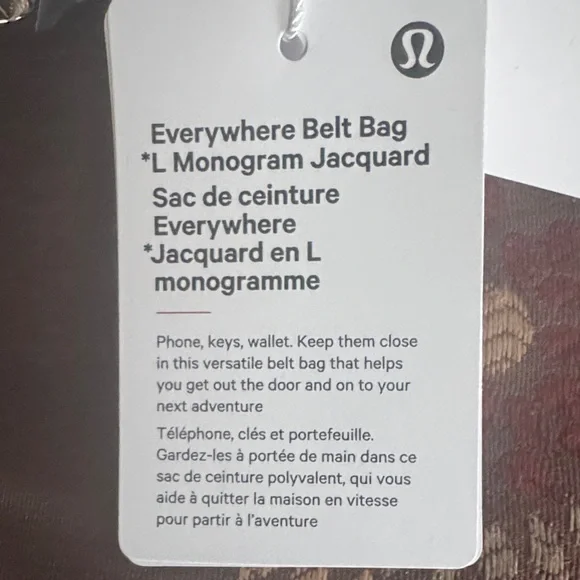 Everywhere Belt Bag
*L Monogram Jacquard
Sac de ceinture
Everywhere
*Jacquard en L
monogramme
Phone, keys, wallet. Keep them close
in this versatile belt bag that helps
you get out the door and on to your
next adventure
Téléphone, clés et portefeuille.
Gardez-les à portée de main dans ce
sac de ceinture polyvalent, qui vous
aide à quitter la maison en vitesse
pour partir à l'aventure